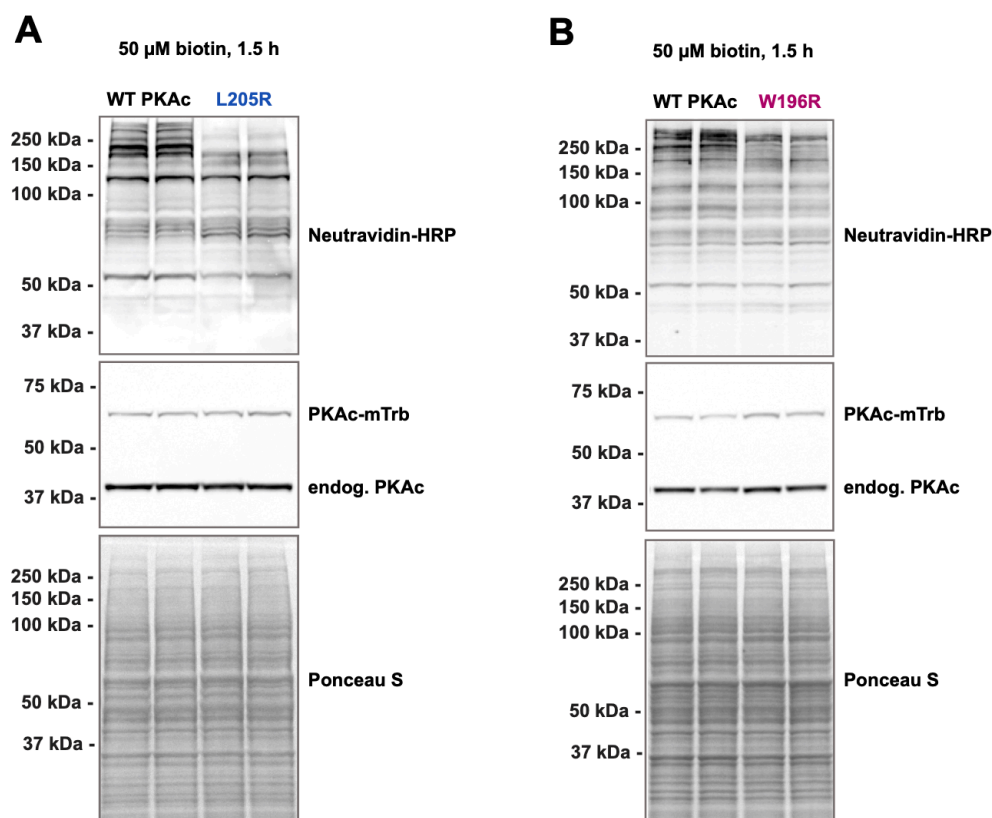 A
50 µM biotin, 1.5 h
WT PKAc L205R
250 kDa -
150 kDa -
100 kDa -
50 kDa -
37 kDa -
Neutravidin-HRP
75 kDa -
50 kDa -
37 kDa -
PKAc-mTrb
endog. PKAc
250 kDa -
150 kDa -
100 kDa -
50 kDa -
37 kDa -
Ponceau S
B
50 µM biotin, 1.5 h
WT PKAc W196R
250 kDa -
150 kDa -
100 kDa -
50 kDa -
37 kDa -
Neutravidin-HRP
75 kDa -
50 kDa -
37 kDa -
PKAc-mTrb
endog. PKAc
250 kDa -
150 kDa -
100 kDa -
50 kDa -
37 kDa -
Ponceau S